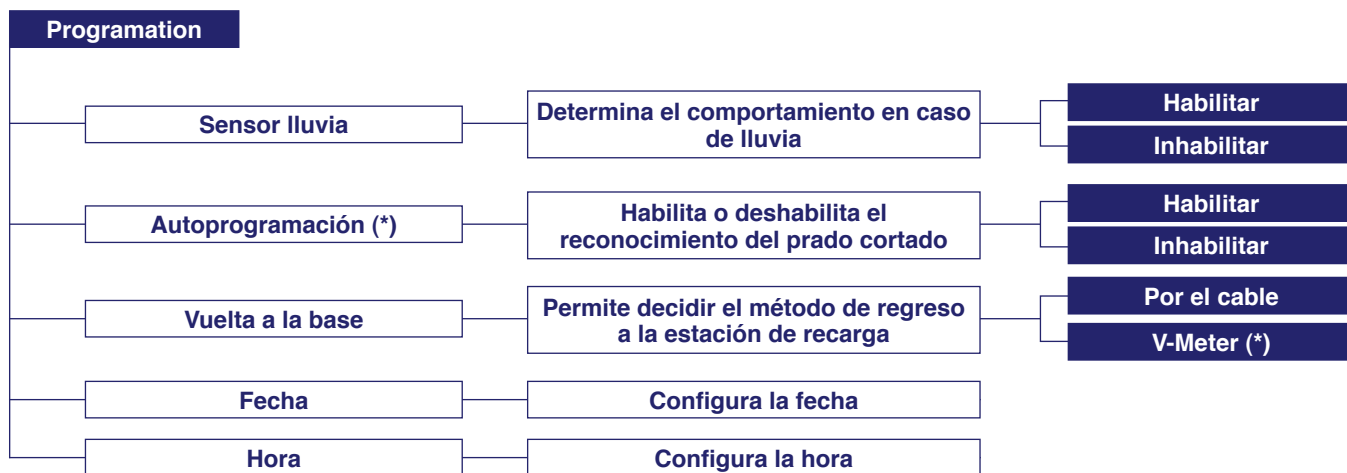 Programation
Sensor lluvia
Determina el comportamiento en caso
de lluvia
Habilitar
Inhabilitar
Autoprogramación (*)
Habilita o deshabilita el
reconocimiento del prado cortado
Habilitar
Inhabilitar
Vuelta a la base
Permite decidir el método de regreso
a la estación de recarga
Por el cable
V-Meter (*)
Fecha
Configura la fecha
Hora
Configura la hora